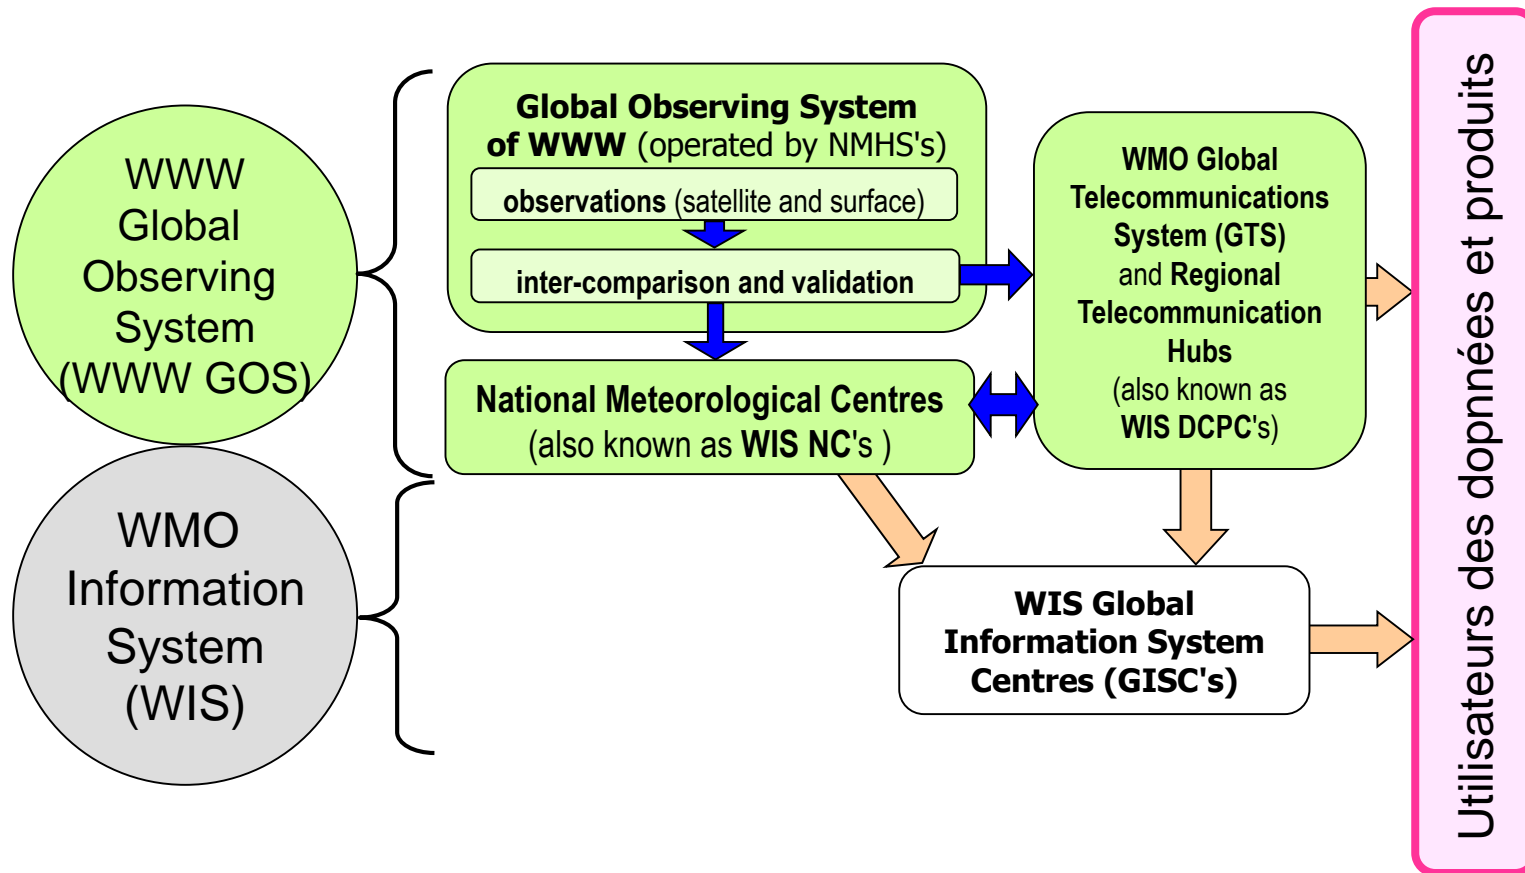 WWW
Global
Observing
System
(WWW GOS)
WMO
Information
System
(WIS)
Global Observing System
of WWW (operated by NMHS's)
observations (satellite and surface)
inter-comparison and validation
National Meteorological Centres
(also known as WIS NC's )
WMO Global
Telecommunications
System (GTS)
and Regional
Telecommunication
Hubs
(also known as
WIS DCPC's)
WIS Global
Information System
Centres (GISC's)
Utilisateurs des dopnnées et produits